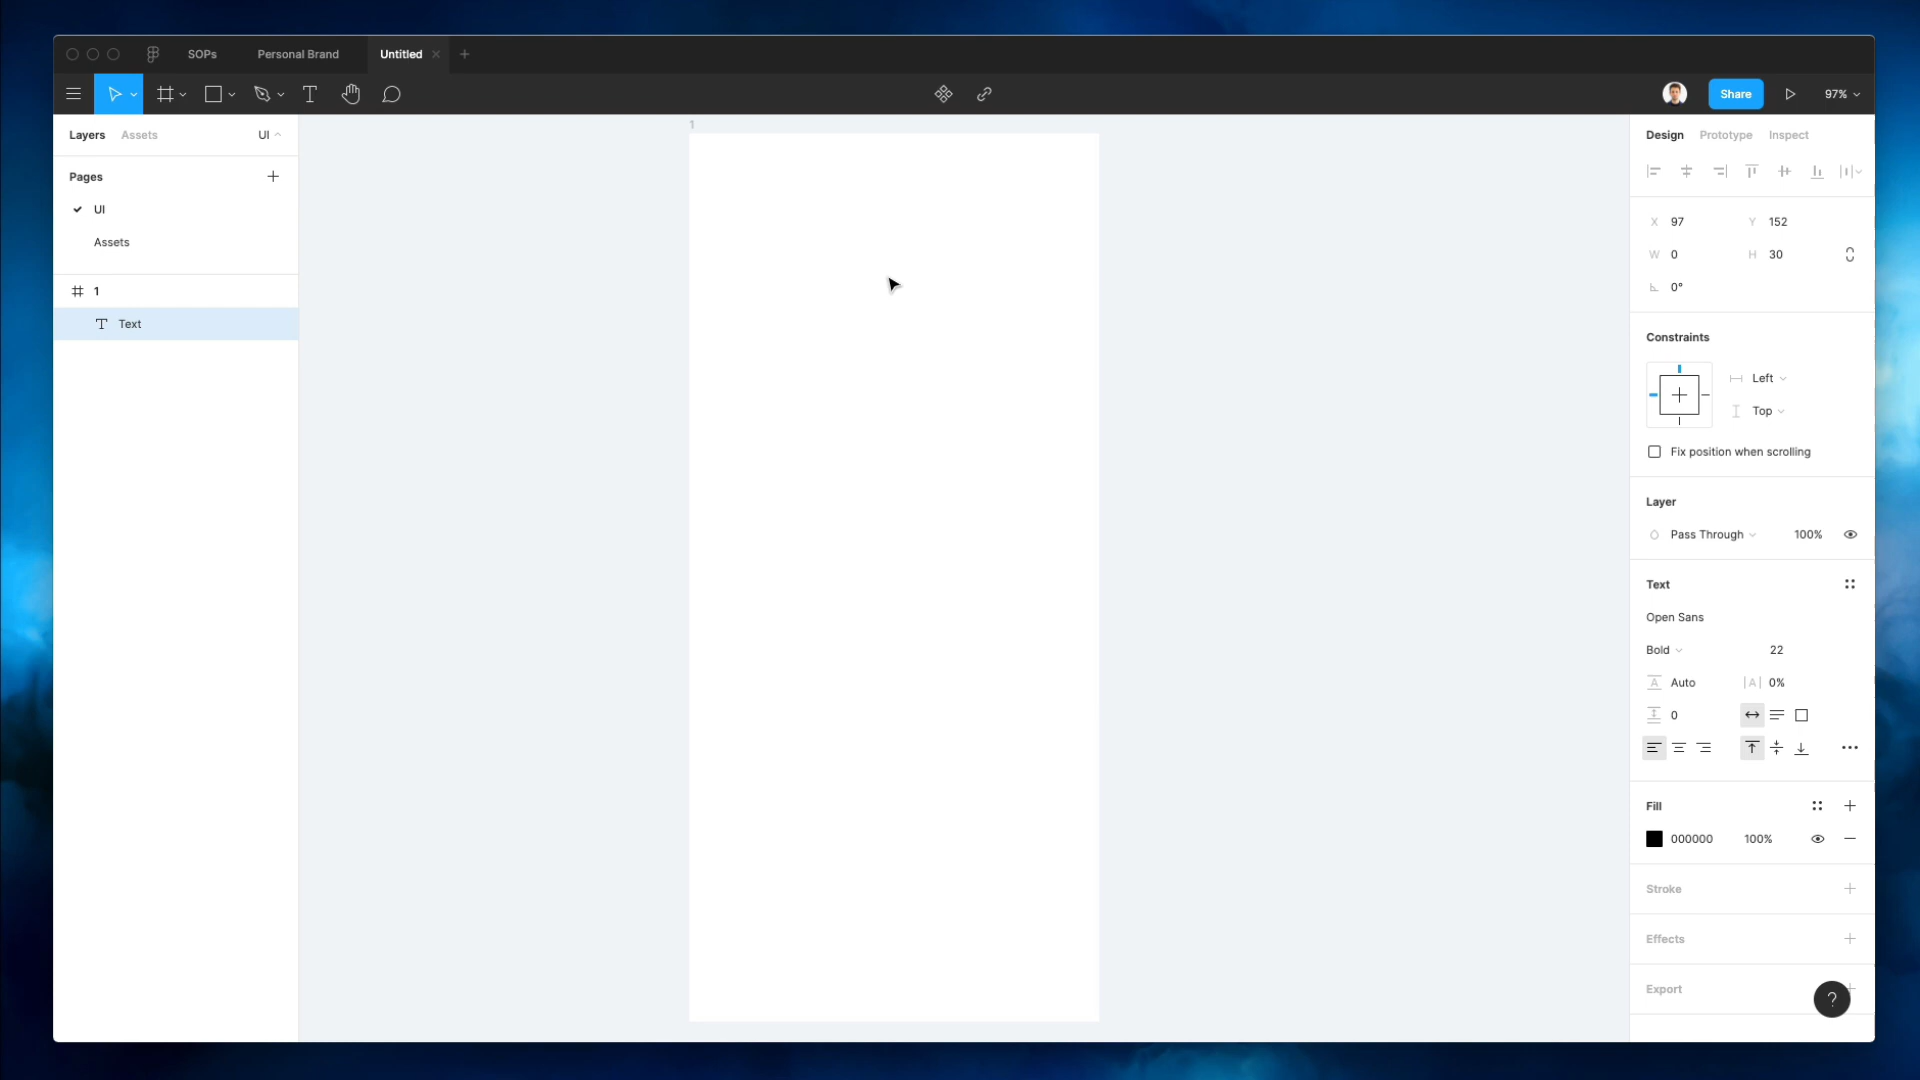 SOPs Personal Brand Untitled
Share 97%
Layers Assets UI
Pages
UI
Assets
1
Text
1
Design Prototype Inspect
X 97 Y 152
W 0 H 30
0°
Constraints
Left
Top
Fix position when scrolling
Layer
Pass Through 100%
Text
Open Sans
Bold 22
A Auto |A| 0%
0
Fill
000000 100%
Stroke
Effects
Export
?